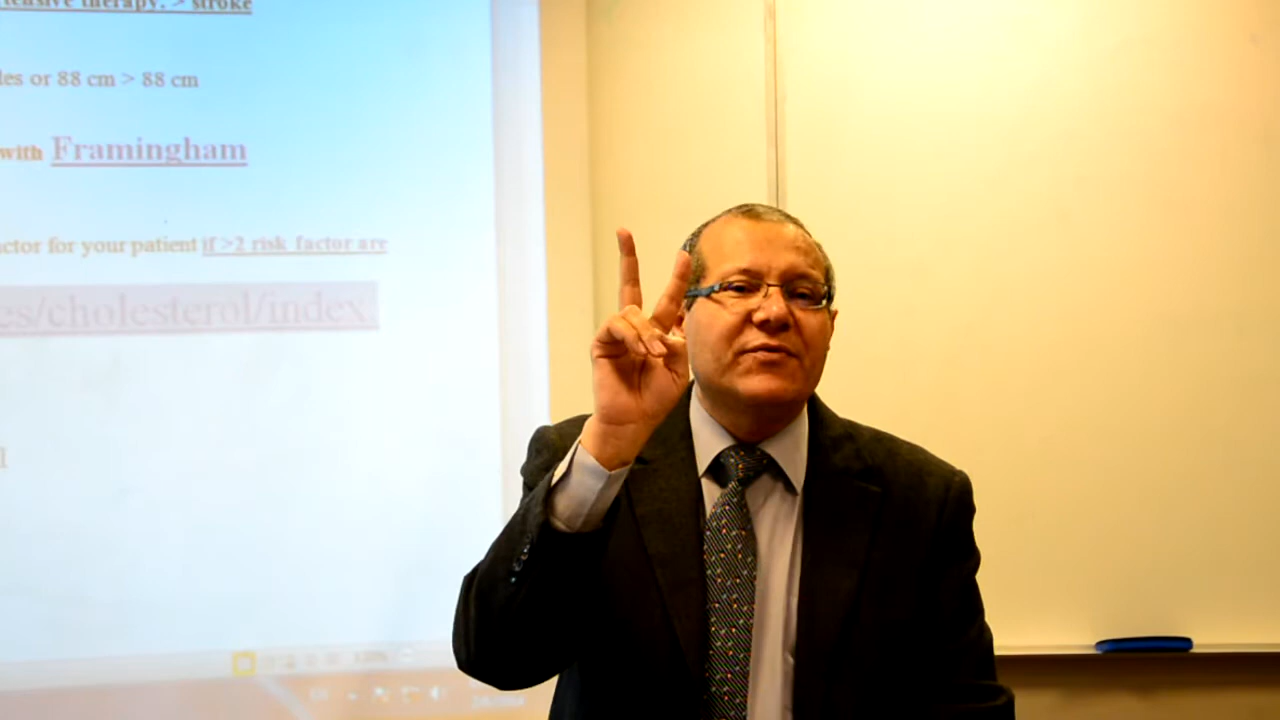 therapy. > stroke
les or 88 cm > 88 cm
with Framingham
actor for your patient if >2 risk factor are
es/cholesterol/index.